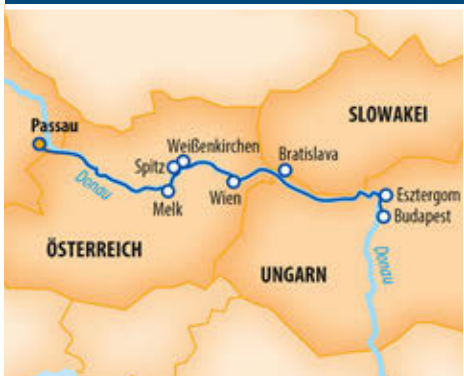 SLOWAKEI
Passau
Weißenkirchen
Bratislava
Spitz
Donau
Melk
Wien
Esztergom
Budapest
ÖSTERREICH
UNGARN
Donau